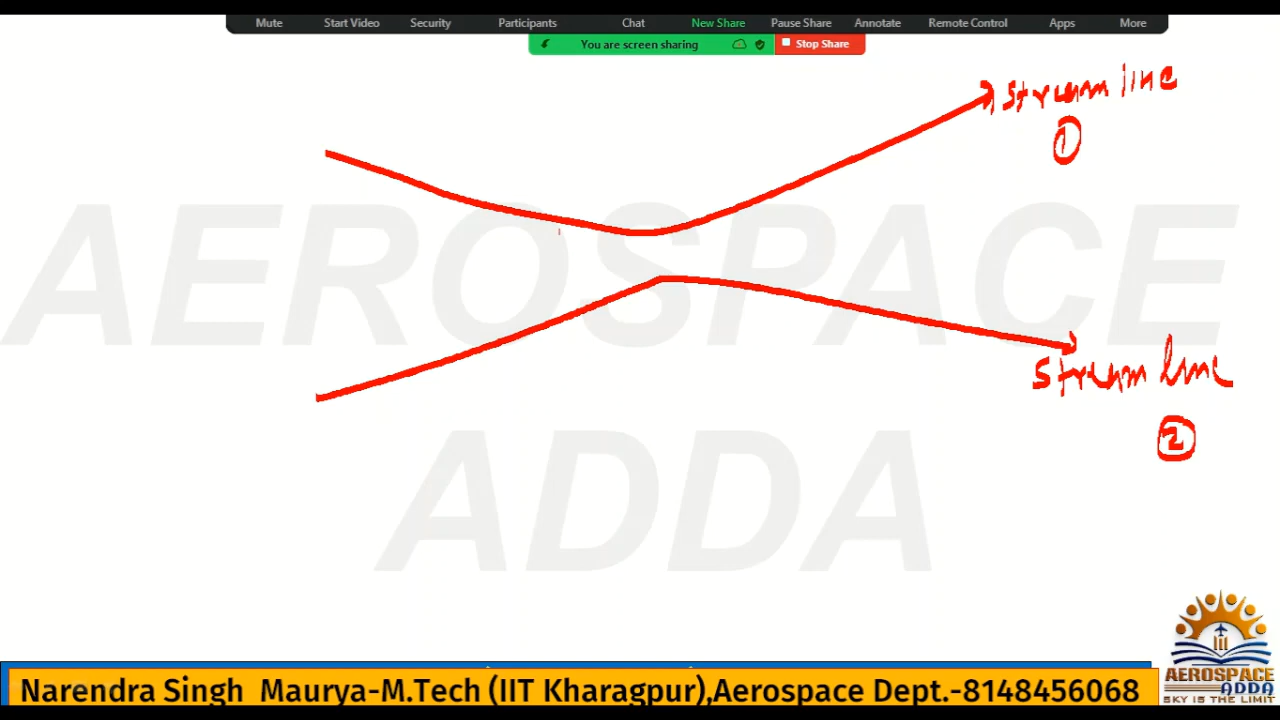 Mute Start Video Security Participants Chat New Share Pause Share Annotate Remote Control Apps More
You are screen sharing Stop Share
Stream line
1
Stream line
2
AEROSPACE
ADDA
AEROSPACE
ADDA
SKY IS THE LIMIT
Narendra Singh Maurya-M.Tech (IIT Kharagpur),Aerospace Dept.-8148456068